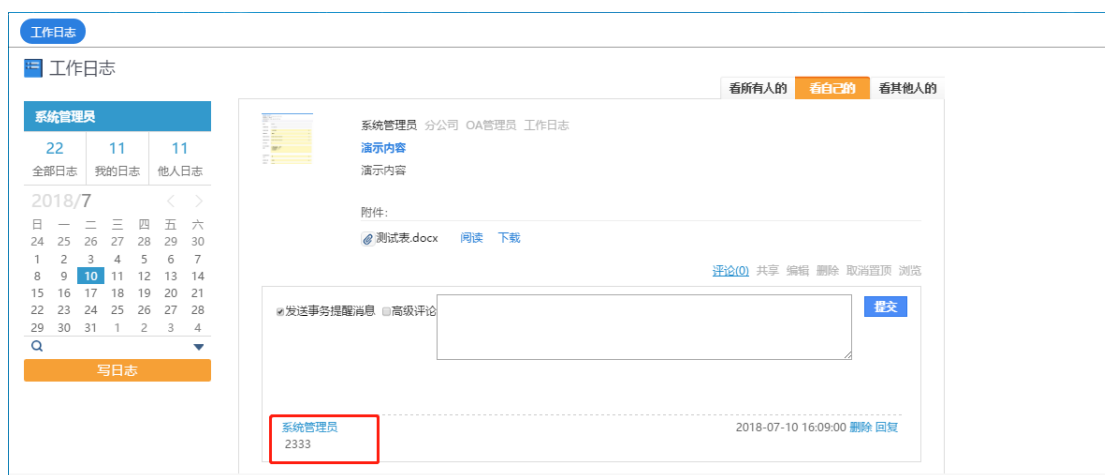 工作日志
工作日志
看所有人的 看自己的 看其他人的
系统管理员
22 11 11
全部日志 我的日志 他人日志
2018/7 < >
日 一 二 三 四 五 六
24 25 26 27 28 29 30
1 2 3 4 5 6 7
8 9 10 11 12 13 14
15 16 17 18 19 20 21
22 23 24 25 26 27 28
29 30 31 1 2 3 4
写日志
系统管理员 分公司 OA管理员 工作日志
演示内容
演示内容
附件:
测试表.docx 阅读 下载
评论(0) 共享 编辑 删除 取消置顶 浏览
发送事务提醒消息 高级评论 提交
系统管理员 2018-07-10 16:09:00 删除 回复
2333